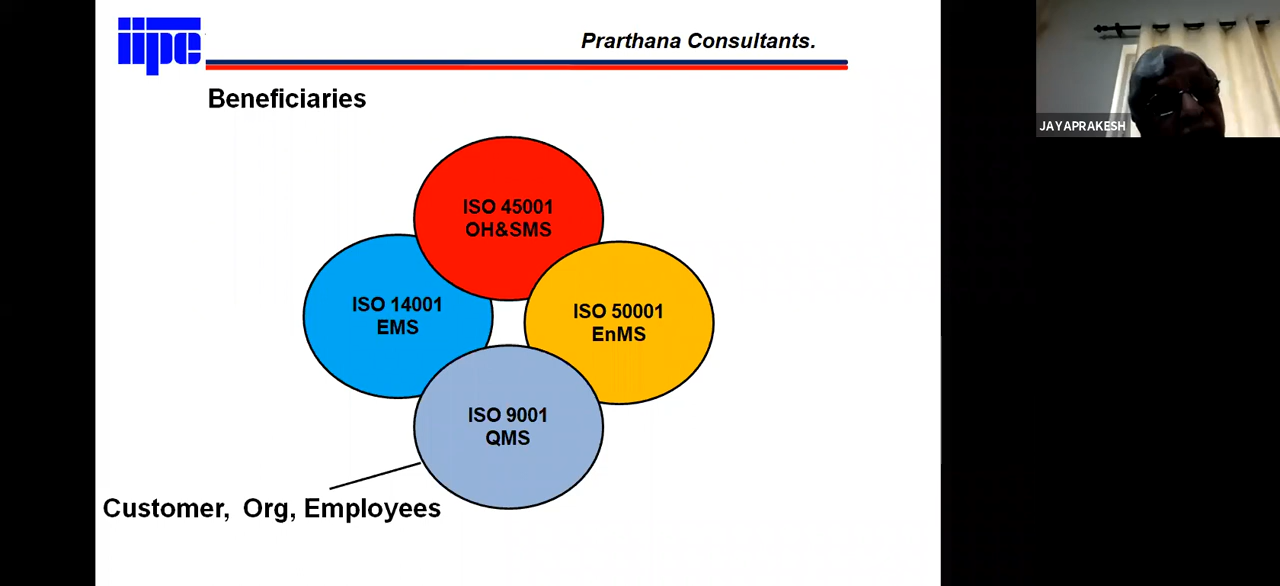 iipe
Prarthana Consultants.
JAYAPRAKESH
Beneficiaries
ISO 45001
OH&SMS
ISO 14001
EMS
ISO 50001
EnMS
ISO 9001
QMS
Customer, Org, Employees